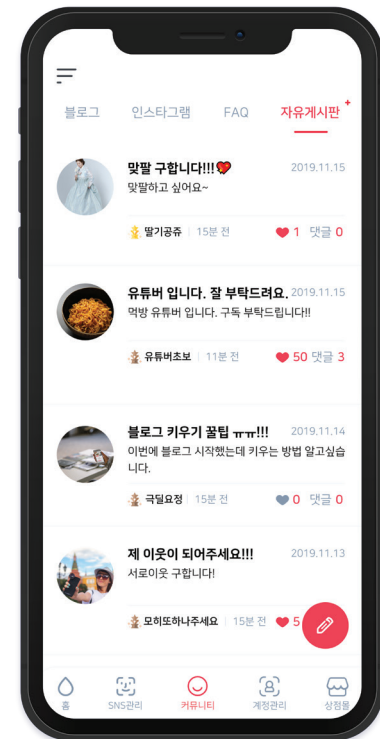 블로그 인스타그램 FAQ 자유게시판 +
맞팔 구합니다!!!💘 2019.11.15
맞팔하고 싶어요~
딸기공쥬 | 15분 전 ♥ 1 댓글 0
유튜버 입니다. 잘 부탁드려요. 2019.11.15
먹방 유튜버 입니다. 구독 부탁드립니다!!
유튜버초보 | 11분 전 ♥ 50 댓글 3
블로그 키우기 꿀팁 ㅠㅠ!!! 2019.11.14
이번에 블로그 시작했는데 키우는 방법 알고싶습
니다.
극딜요정 | 15분 전 ♥ 0 댓글 0
제 이웃이 되어주세요!!! 2019.11.13
서로이웃 구합니다!
모히또하나주세요 | 15분 전 ♥ 5
홈 SNS관리 커뮤니티 계정관리 상점몰